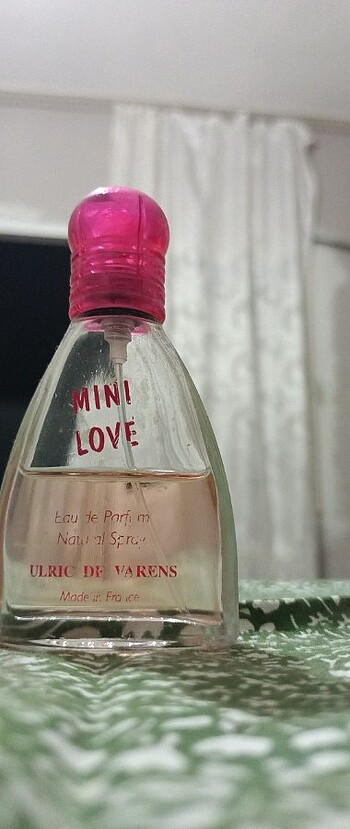 MINI
LOVE
Eau de Parfum
Natural Spray
ULRIC DE VARENS
Made in France